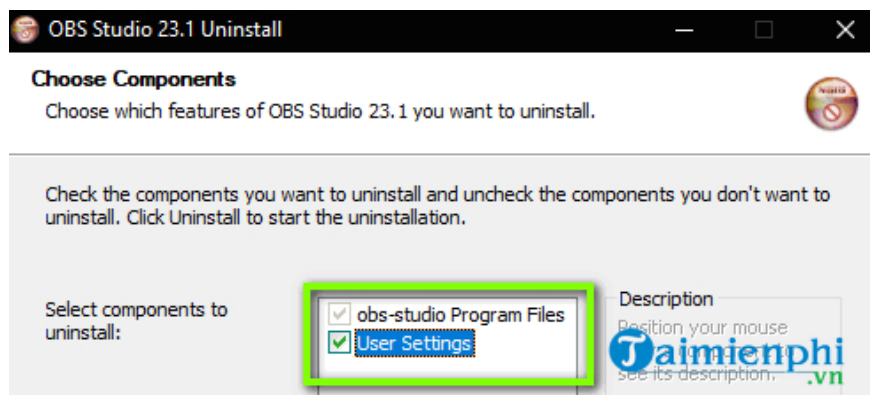 OBS Studio 23.1 Uninstall
Choose Components
Choose which features of OBS Studio 23.1 you want to uninstall.
Check the components you want to uninstall and uncheck the components you don't want to
uninstall. Click Uninstall to start the uninstallation.
Select components to
uninstall:
obs-studio Program Files
User Settings
Description
Position your mouse
over a component to
see its description.
Taimienphi
.vn